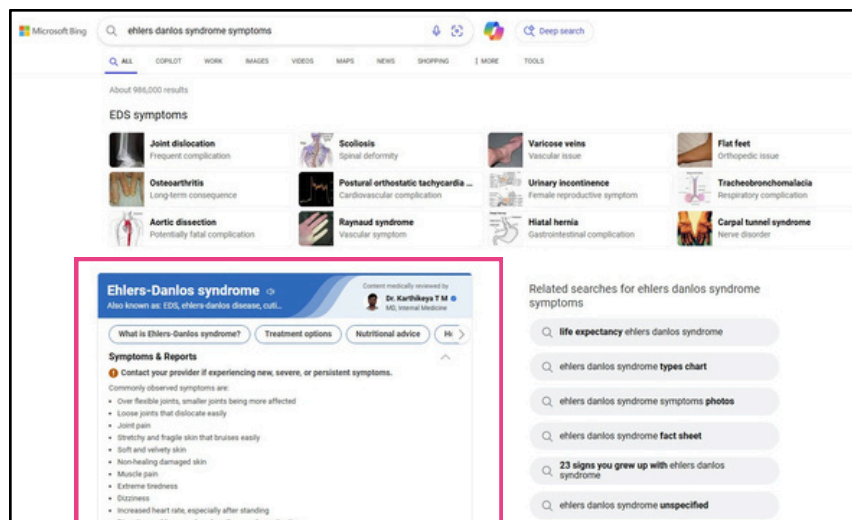 Microsoft Bing
ehlers danlos syndrome symptoms
Deep search
ALL COPILOT WORK IMAGES VIDEOS MAPS NEWS SHOPPING MORE TOOLS
About 986,000 results
EDS symptoms
Joint dislocation
Frequent complication
Scoliosis
Spinal deformity
Varicose veins
Vascular issue
Flat feet
Orthopedic issue
Osteoarthritis
Long-term consequence
Postural orthostatic tachycardia ...
Cardiovascular complication
Urinary incontinence
Female reproductive symptom
Tracheobronchomalacia
Respiratory complication
Aortic dissection
Potentially fatal complication
Raynaud syndrome
Vascular symptom
Hiatal hernia
Gastrointestinal complication
Carpal tunnel syndrome
Nerve disorder
Ehlers-Danlos syndrome
Also known as: EDS, ehlers-danlos disease, cuti...
Content medically reviewed by
Dr. Karthikeya T M
MD, Internal Medicine
What is Ehlers-Danlos syndrome? Treatment options Nutritional advice
Symptoms & Reports
Contact your provider if experiencing new, severe, or persistent symptoms.
Commonly observed symptoms are:
• Over flexible joints, smaller joints being more affected
• Loose joints that dislocate easily
• Joint pain
• Stretchy and fragile skin that bruises easily
• Soft and velvety skin
• Non-healing damaged skin
• Muscle pain
• Extreme tiredness
• Dizziness
• Increased heart rate, especially after standing
Related searches for ehlers danlos syndrome
symptoms
life expectancy ehlers danlos syndrome
ehlers danlos syndrome types chart
ehlers danlos syndrome symptoms photos
ehlers danlos syndrome fact sheet
23 signs you grew up with ehlers danlos
syndrome
ehlers danlos syndrome unspecified